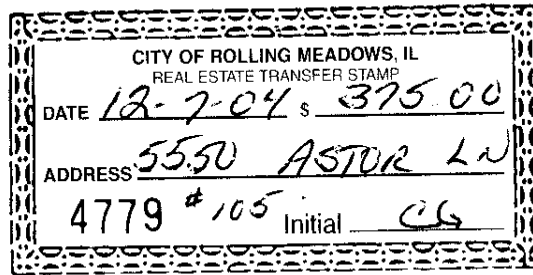 CITY OF ROLLING MEADOWS, IL
REAL ESTATE TRANSFER STAMP
DATE 12-7-04 $ 375 00
ADDRESS 5550 ASTOR LN
4779 #105 Initial CG